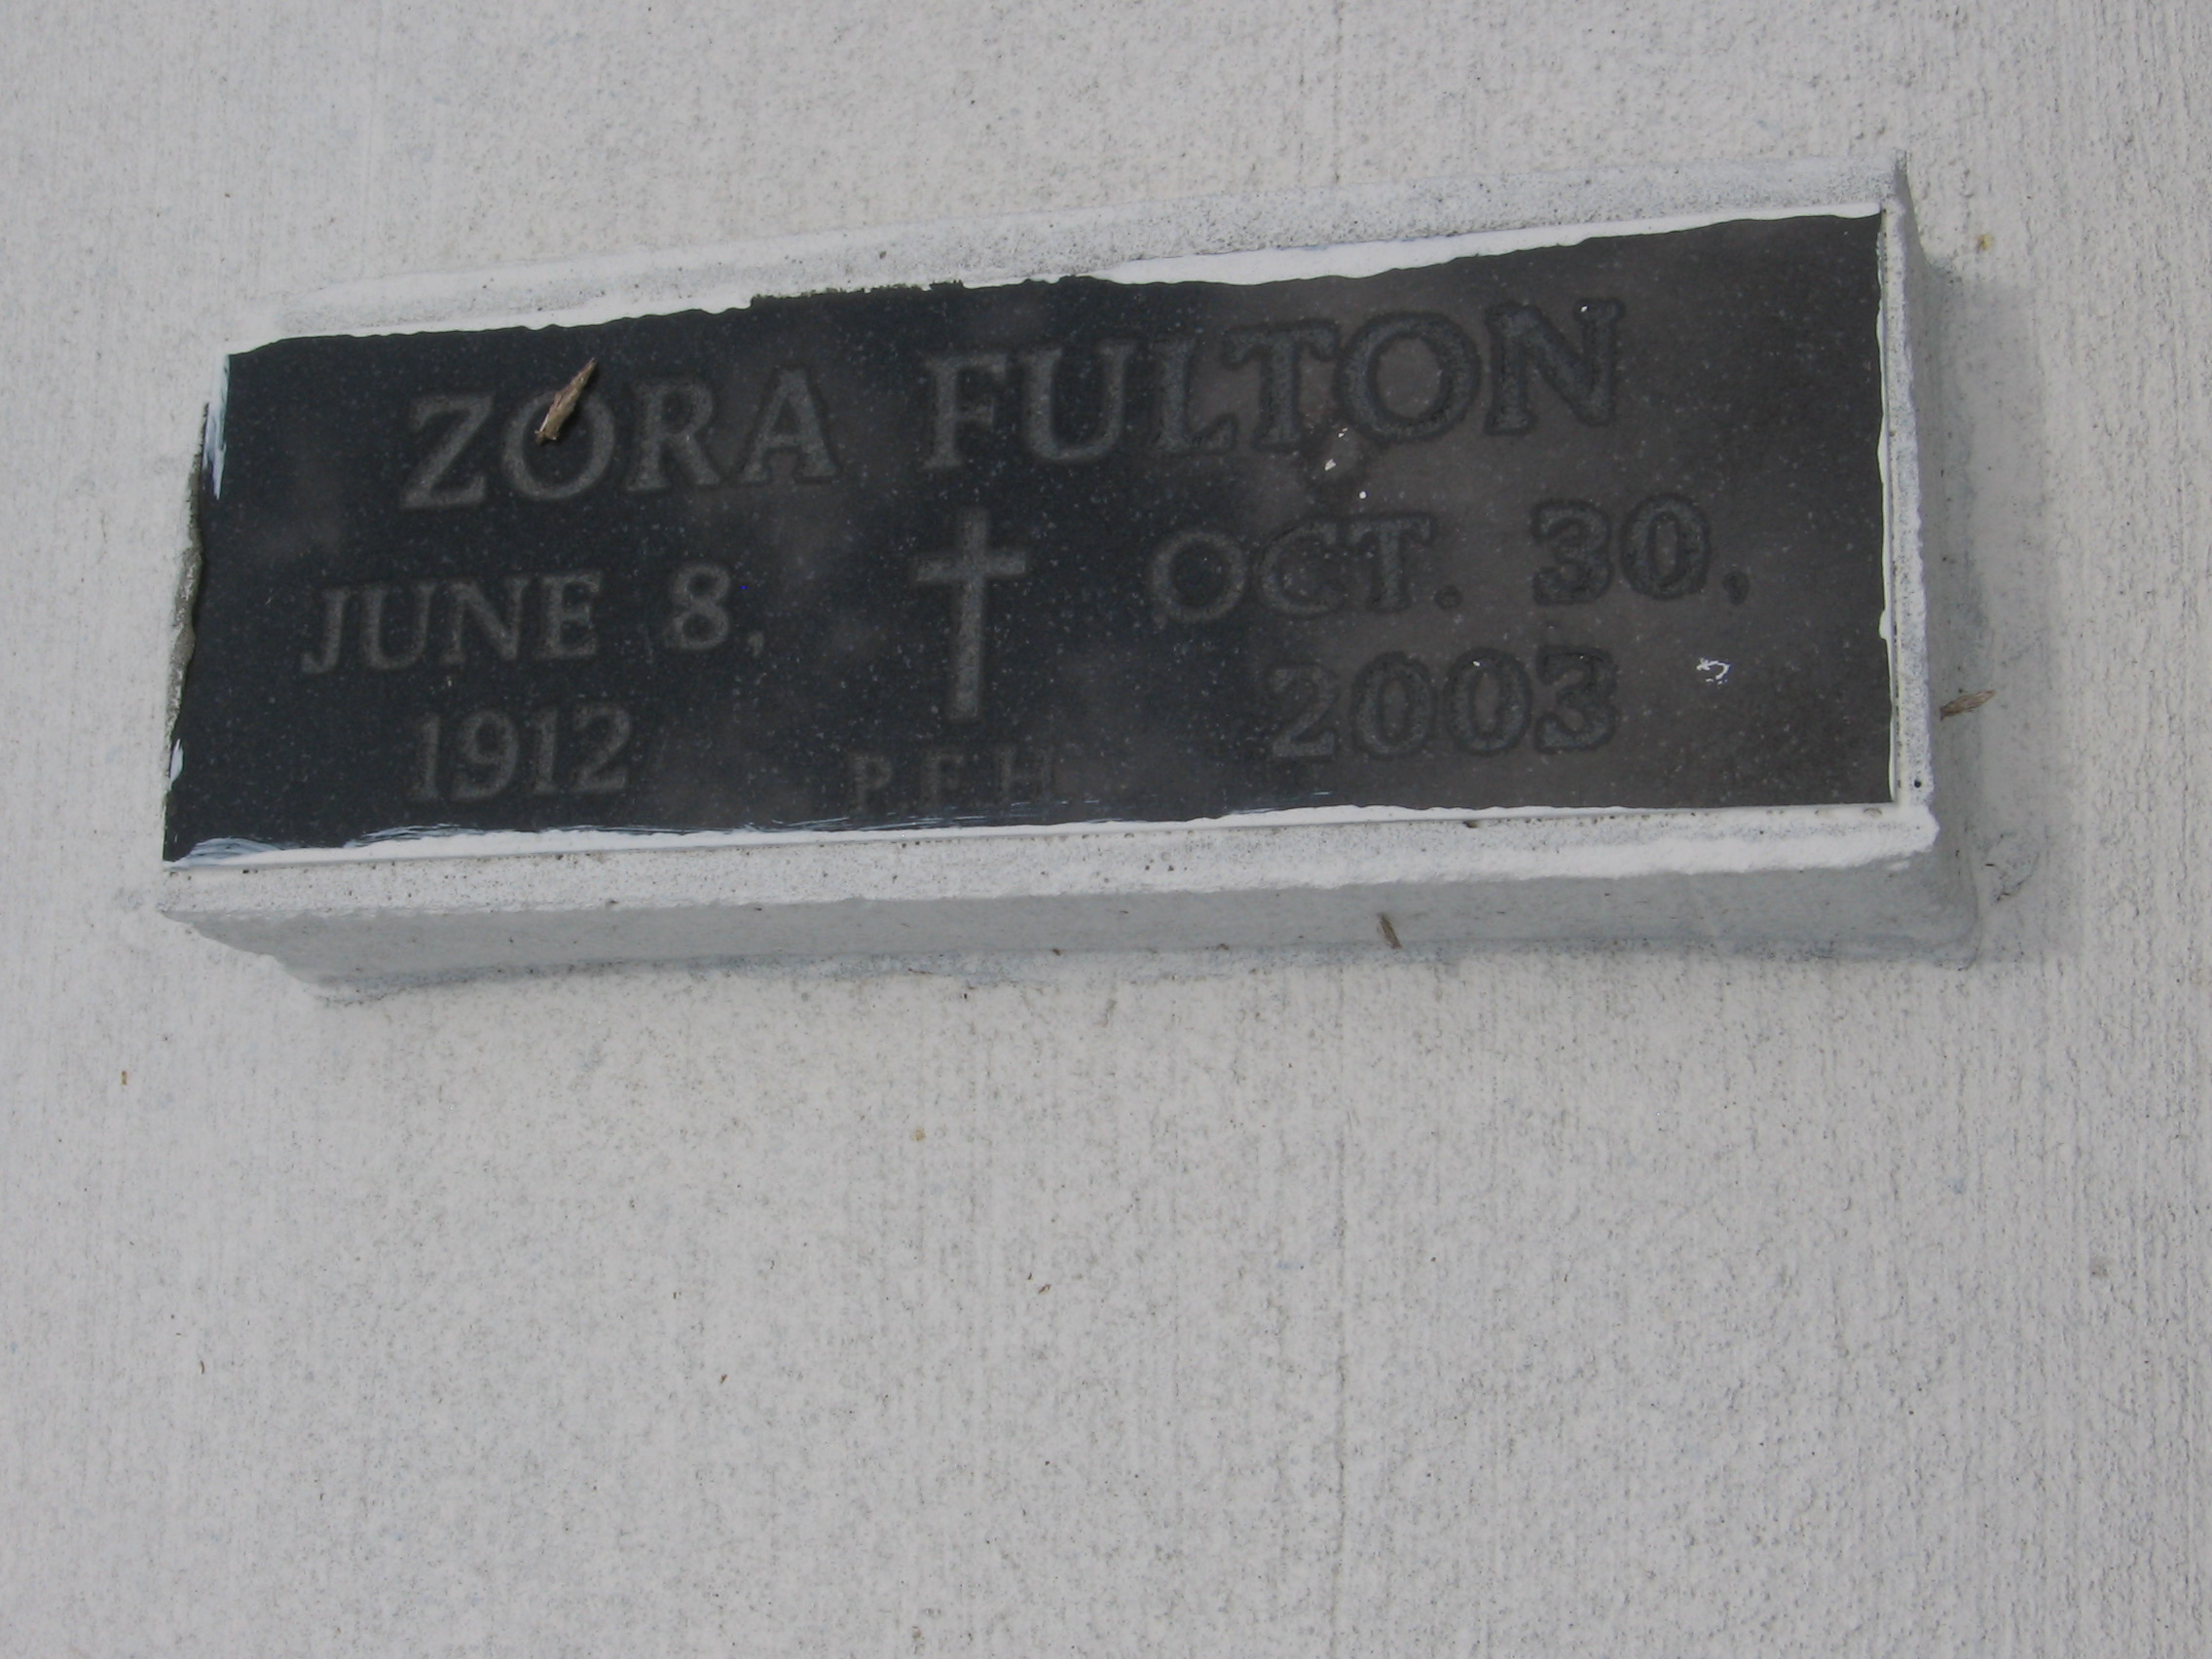 ZORA FULTON
JUNE 8, OCT. 30,
1912 2003
P.F.H.